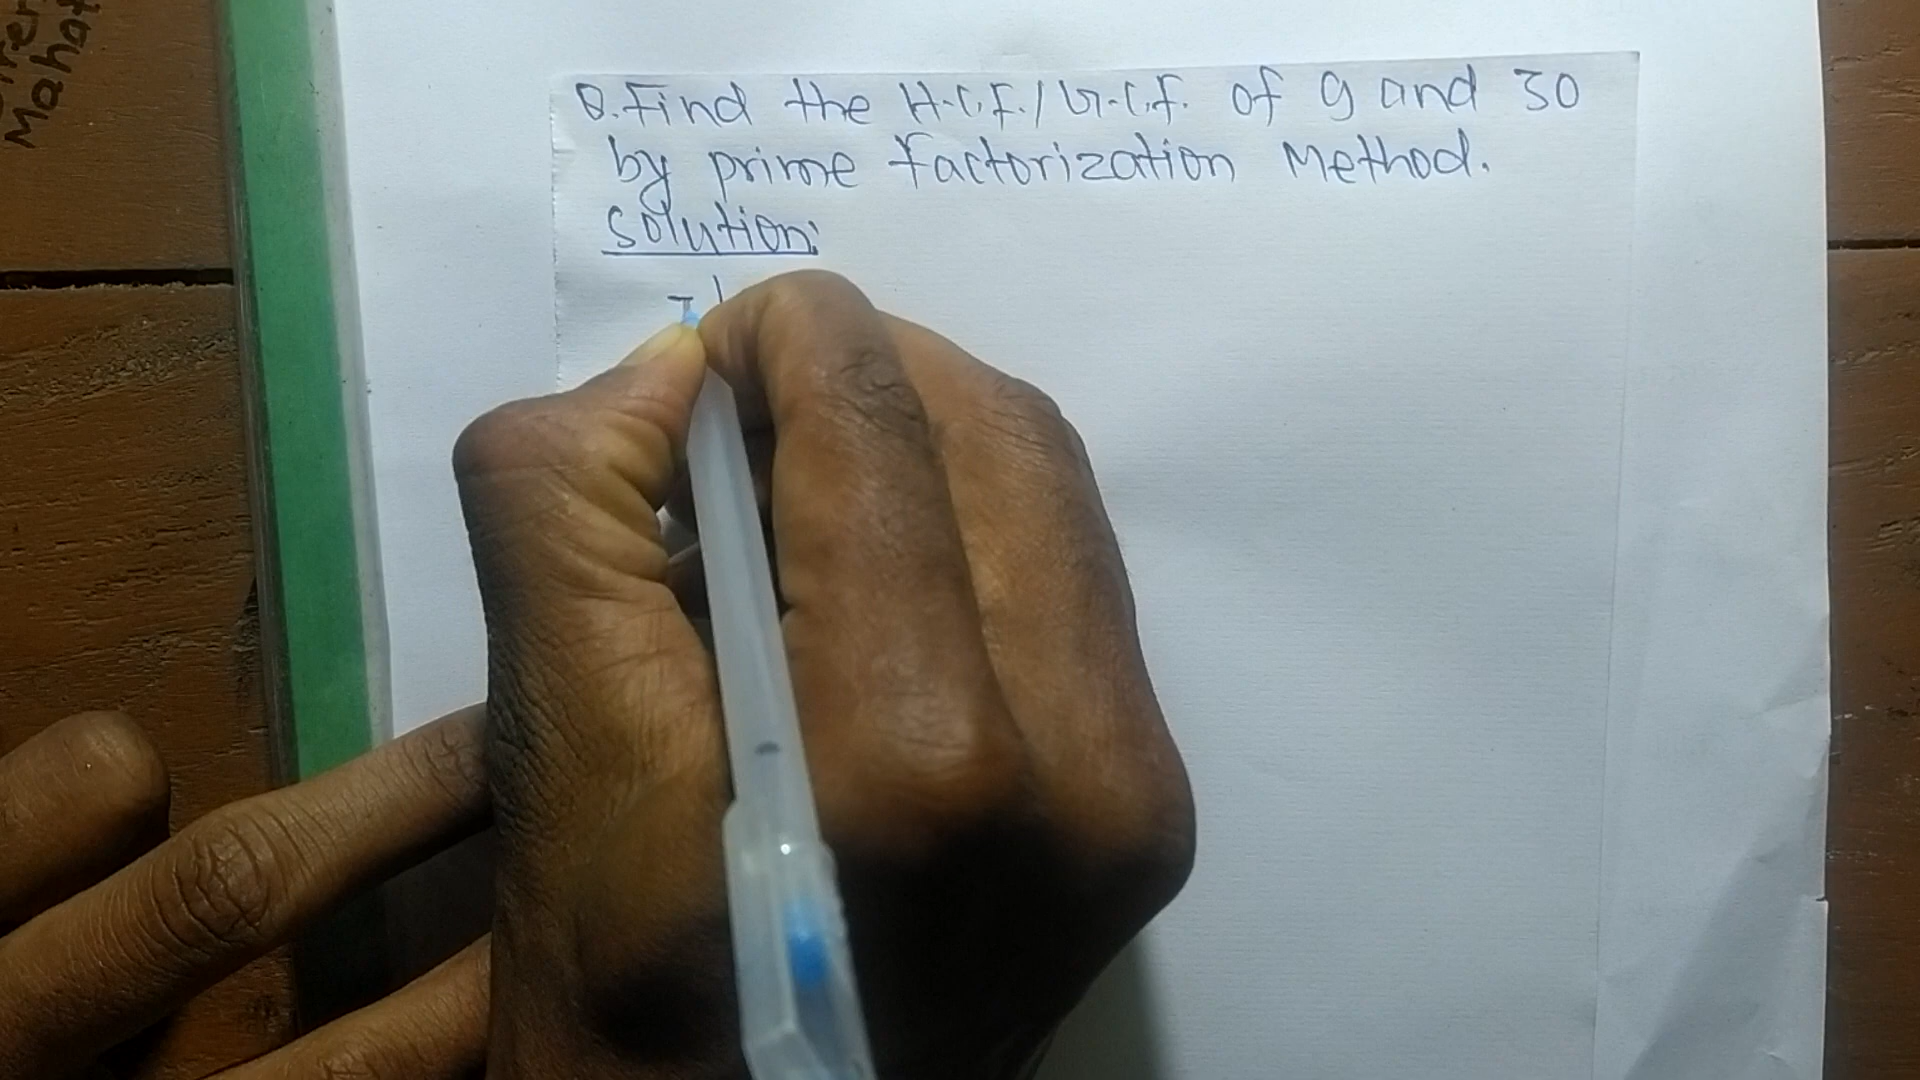 Q. Find the H.C.F./G.C.F. of 9 and 30
by prime factorization Method.
Solution: